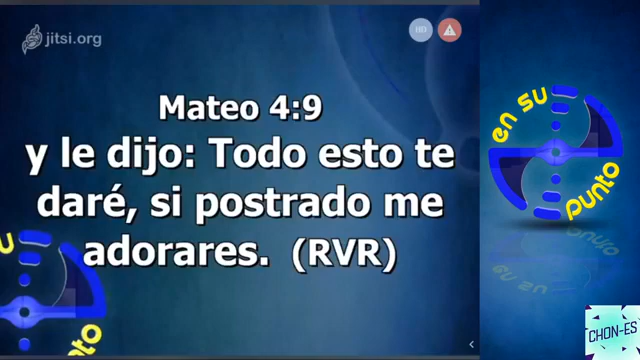 jitsi.org
HD
Mateo 4:9
y le dijo: Todo esto te
daré, si postrado me
adorares. (RVR)
en su
punto
CHON-ES